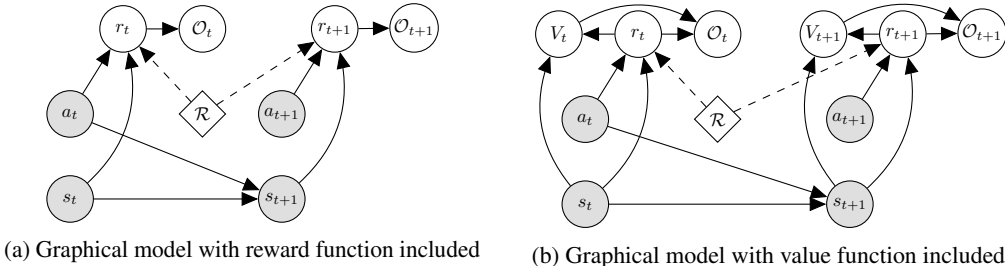 r_t O_t r_{t+1} O_{t+1} V_t r_t O_t V_{t+1} r_{t+1} O_{t+1}
a_t R a_{t+1} a_t R a_{t+1}
s_t s_{t+1} s_t s_{t+1}
(a) Graphical model with reward function included
(b) Graphical model with value function included